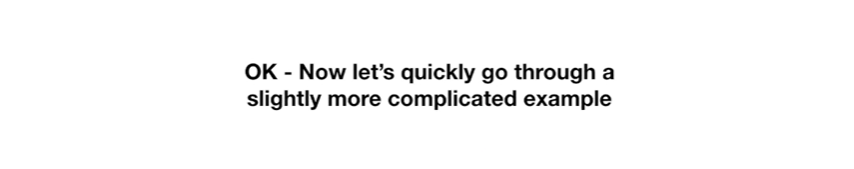 OK - Now let’s quickly go through a
slightly more complicated example